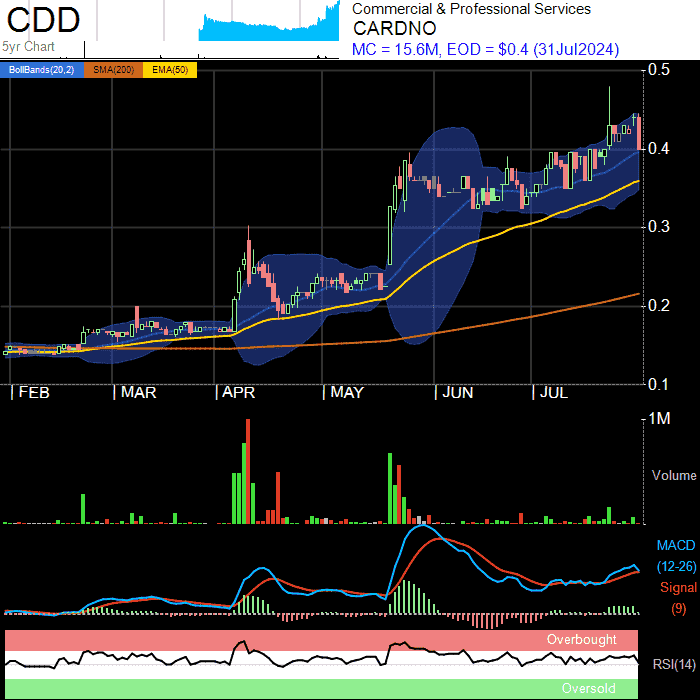 CDD
5yr Chart
Commercial & Professional Services
CARDNO
MC = 15.6M, EOD = $0.4 (31Jul2024)
BollBands(20,2) SMA(200) EMA(50)
0.5
0.4
0.3
0.2
0.1
FEB MAR APR MAY JUN JUL
1M
Volume
MACD
(12-26)
Signal
(9)
Overbought
RSI(14)
Oversold